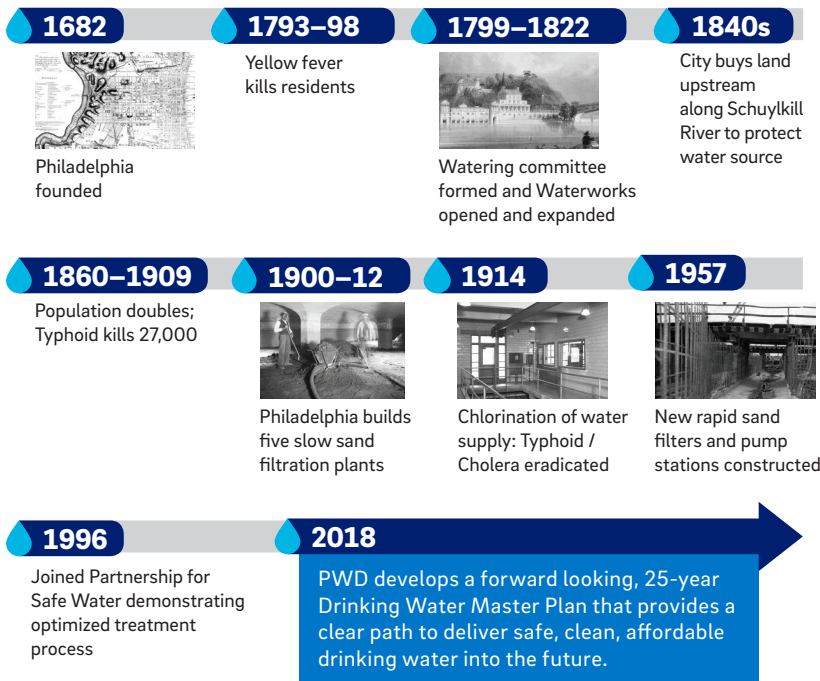 1682
1793–98
1799–1822
1840s
Philadelphia
founded
Yellow fever
kills residents
Watering committee
formed and Waterworks
opened and expanded
City buys land
upstream
along Schuylkill
River to protect
water source
1860–1909
1900–12
1914
1957
Population doubles;
Typhoid kills 27,000
Philadelphia builds
five slow sand
filtration plants
Chlorination of water
supply: Typhoid /
Cholera eradicated
New rapid sand
filters and pump
stations constructed
1996
2018
Joined Partnership for
Safe Water demonstrating
optimized treatment
process
PWD develops a forward looking, 25-year
Drinking Water Master Plan that provides a
clear path to deliver safe, clean, affordable
drinking water into the future.